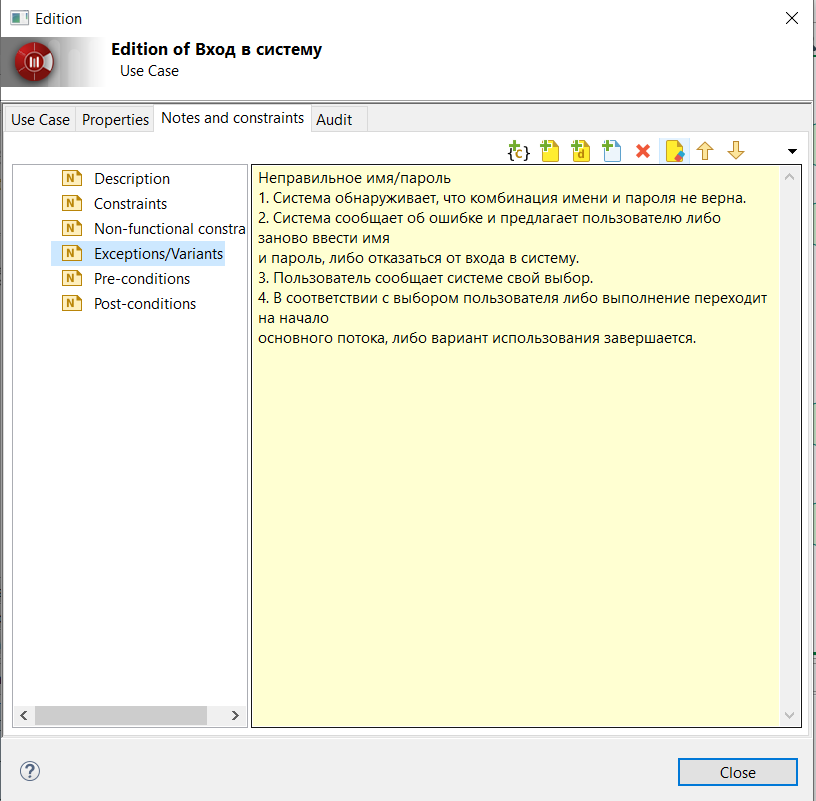 Edition
Edition of Вход в систему
Use Case
Use Case Properties Notes and constraints Audit
Description
Constraints
Non-functional constra
Exceptions/Variants
Pre-conditions
Post-conditions
Неправильное имя/пароль
1. Система обнаруживает, что комбинация имени и пароля не верна.
2. Система сообщает об ошибке и предлагает пользователю либо
заново ввести имя
и пароль, либо отказаться от входа в систему.
3. Пользователь сообщает системе свой выбор.
4. В соответствии с выбором пользователя либо выполнение переходит
на начало
основного потока, либо вариант использования завершается.
Close